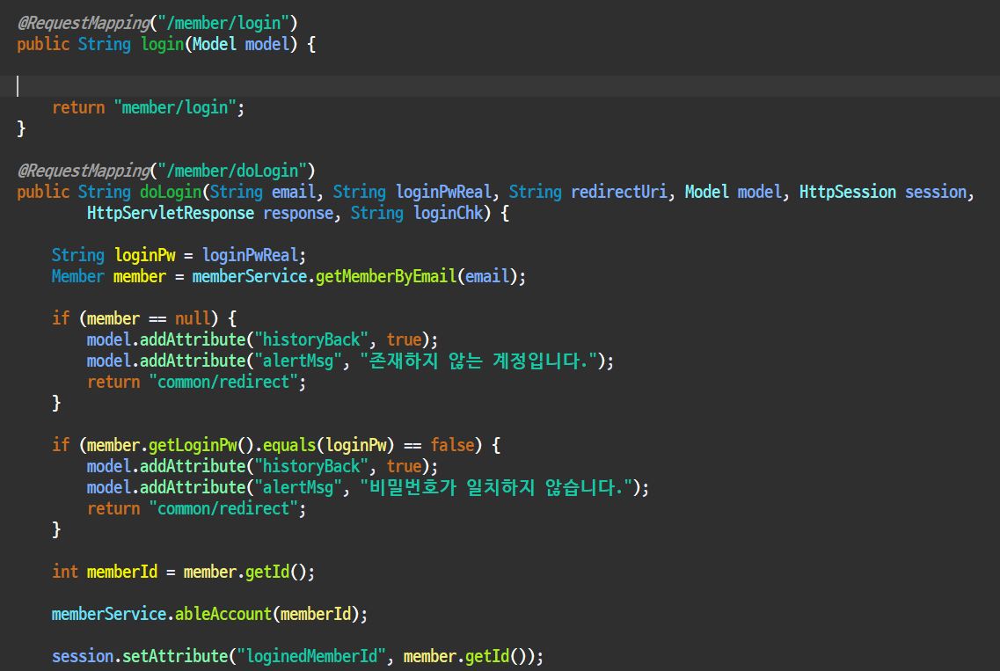 @RequestMapping("/member/login")
public String login(Model model) {
return "member/login";
}
@RequestMapping("/member/doLogin")
public String doLogin(String email, String loginPwReal, String redirectUri, Model model, HttpSession session,
HttpServletResponse response, String loginChk) {
String loginPw = loginPwReal;
Member member = memberService.getMemberByEmail(email);
if (member == null) {
model.addAttribute("historyBack", true);
model.addAttribute("alertMsg", "존재하지 않는 계정입니다.");
return "common/redirect";
}
if (member.getLoginPw().equals(loginPw) == false) {
model.addAttribute("historyBack", true);
model.addAttribute("alertMsg", "비밀번호가 일치하지 않습니다.");
return "common/redirect";
}
int memberId = member.getId();
memberService.ableAccount(memberId);
session.setAttribute("loginedMemberId", member.getId());